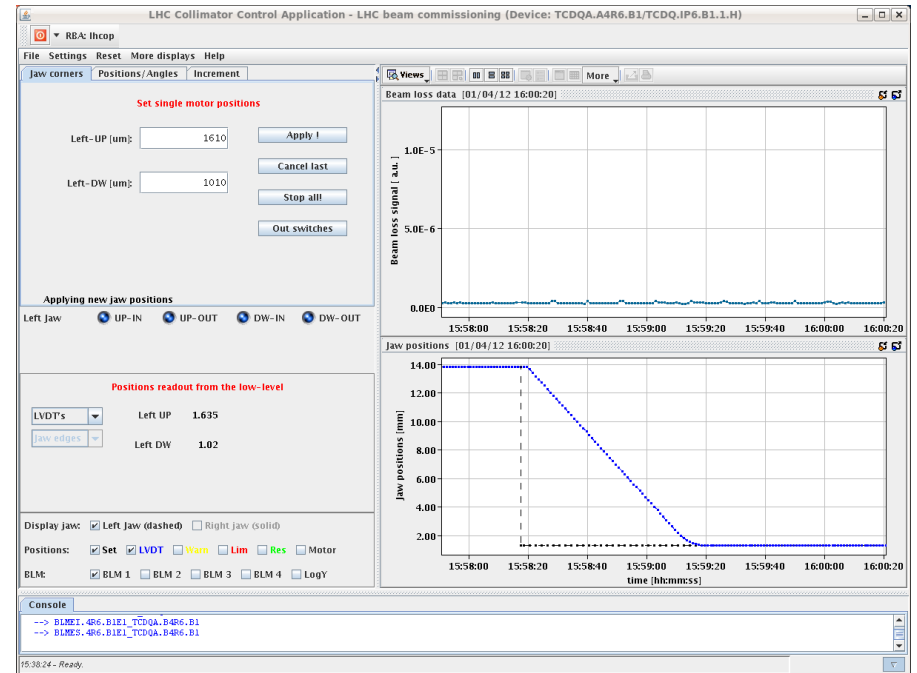 LHC Collimator Control Application - LHC beam commissioning (Device: TCDQA.A4R6.B1/TCDQ.IP6.B1.1.H)
RBA: lhcop
File Settings Reset More displays Help
Jaw corners Positions/Angles Increment
Set single motor positions
Left-UP [um]: 1610 Apply !
Cancel last
Left-DW [um]: 1010
Stop all!
Out switches
Applying new jaw positions
Left Jaw UP-IN UP-OUT DW-IN DW-OUT
Positions readout from the low-level
LVDT's Left UP 1.635
Jaw edges Left DW 1.02
Display jaw: Left Jaw (dashed) Right jaw (solid)
Positions: Set LVDT Warn Lim Res Motor
BLM: BLM 1 BLM 2 BLM 3 BLM 4 LogY
Views More
Beam loss data [01/04/12 16:00:20]
Beam loss signal [ a.u. ]
1.0E-5
5.0E-6
0.0E0
15:58:00 15:58:20 15:58:40 15:59:00 15:59:20 15:59:40 16:00:00 16:00:20
Jaw positions [01/04/12 16:00:20]
Jaw positions [mm]
14.00
12.00
10.00
8.00
6.00
4.00
2.00
15:58:00 15:58:20 15:58:40 15:59:00 15:59:20 15:59:40 16:00:00 16:00:20
time [hh:mm:ss]
Console
--> BLMEI.4R6.B1E1_TCDQA.B4R6.B1
--> BLMES.4R6.B1E1_TCDQA.B4R6.B1
15:38:24 - Ready.